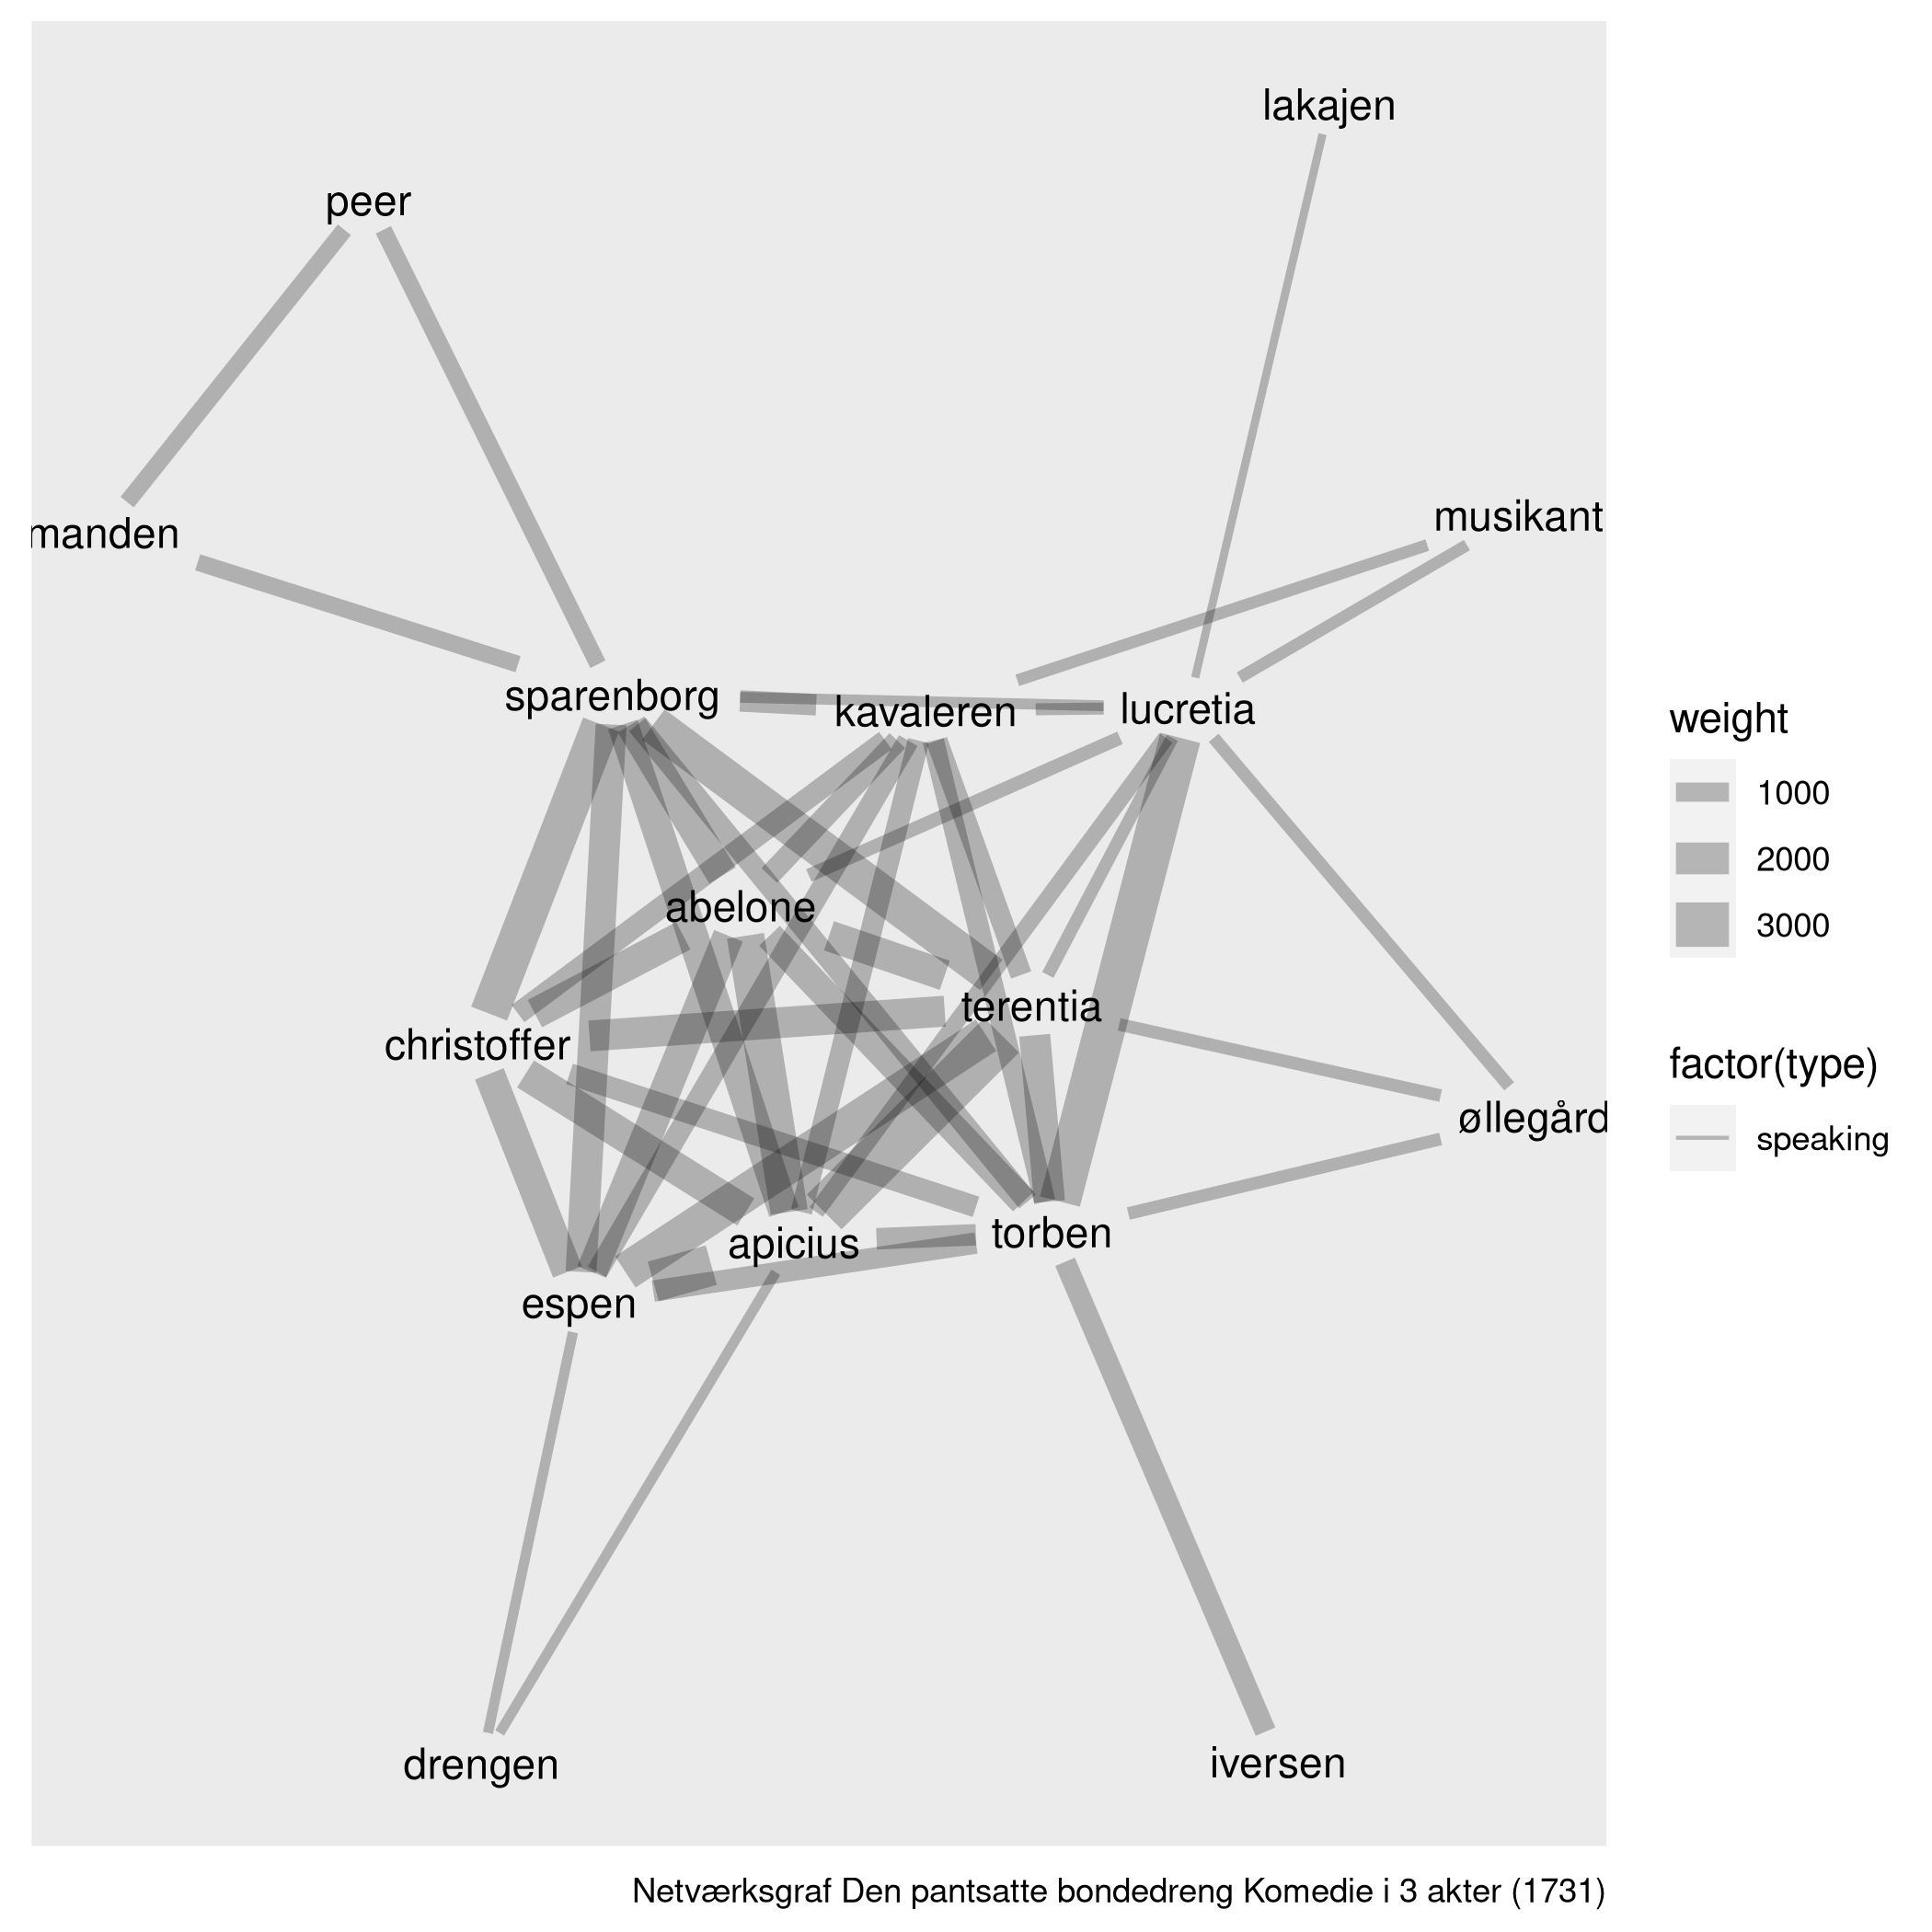 lakajen
peer
musikant
manden
sparenborg
kavaleren
lucretia
abelone
terentia
christoffer
øllegård
torben
apicius
espen
drengen
iversen
weight
1000
2000
3000
factor(type)
speaking
Netværksgraf Den pantsatte bondedreng Komedie i 3 akter (1731)